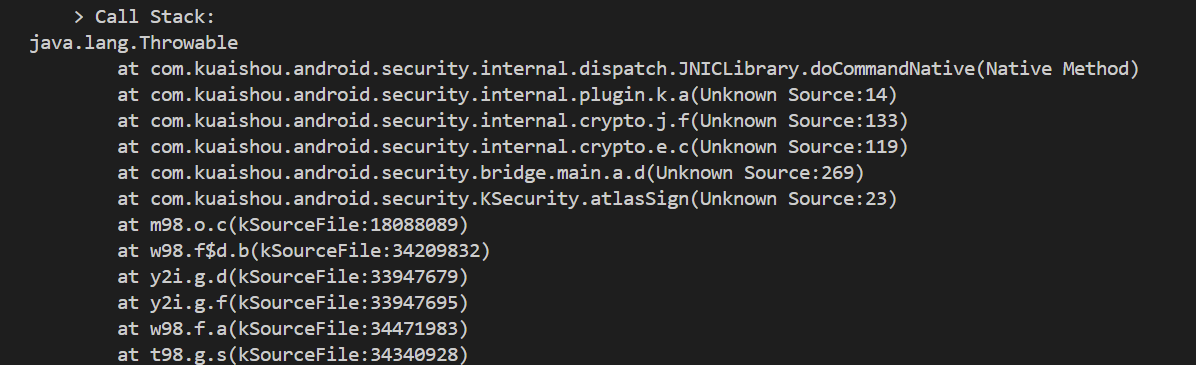 > Call Stack:
java.lang.Throwable
at com.kuaishou.android.security.internal.dispatch.JNICLibrary.doCommandNative(Native Method)
at com.kuaishou.android.security.internal.plugin.k.a(Unknown Source:14)
at com.kuaishou.android.security.internal.crypto.j.f(Unknown Source:133)
at com.kuaishou.android.security.internal.crypto.e.c(Unknown Source:119)
at com.kuaishou.android.security.bridge.main.a.d(Unknown Source:269)
at com.kuaishou.android.security.KSecurity.atlasSign(Unknown Source:23)
at m98.o.c(kSourceFile:18088089)
at w98.f$d.b(kSourceFile:34209832)
at y2i.g.d(kSourceFile:33947679)
at y2i.g.f(kSourceFile:33947695)
at w98.f.a(kSourceFile:34471983)
at t98.g.s(kSourceFile:34340928)